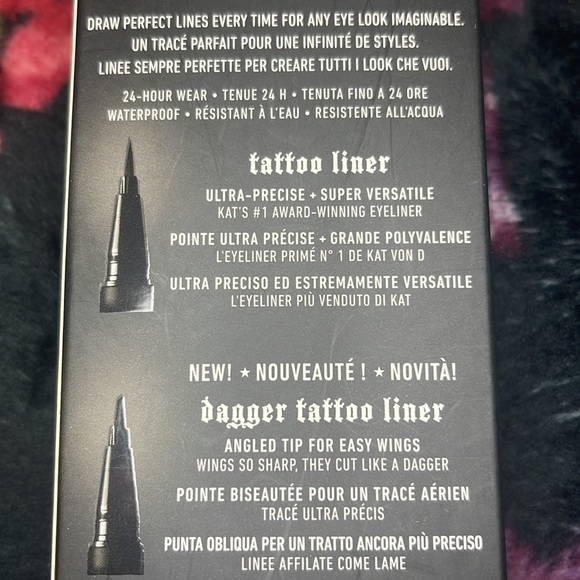 DRAW PERFECT LINES EVERY TIME FOR ANY EYE LOOK IMAGINABLE.
UN TRACÉ PARFAIT POUR UNE INFINITÉ DE STYLES.
LINEE SEMPRE PERFETTE PER CREARE TUTTI I LOOK CHE VUOI.
24-HOUR WEAR • TENUE 24 H • TENUTA FINO A 24 ORE
WATERPROOF • RÉSISTANT À L'EAU • RESISTENTE ALL'ACQUA
tattoo liner
ULTRA-PRECISE + SUPER VERSATILE
KAT'S #1 AWARD-WINNING EYELINER
POINTE ULTRA PRÉCISE + GRANDE POLYVALENCE
L'EYELINER PRIMÉ N° 1 DE KAT VON D
ULTRA PRECISO ED ESTREMAMENTE VERSATILE
L'EYELINER PIÙ VENDUTO DI KAT
NEW! ★ NOUVEAUTÉ ! ★ NOVITÀ!
dagger tattoo liner
ANGLED TIP FOR EASY WINGS
WINGS SO SHARP, THEY CUT LIKE A DAGGER
POINTE BISEAUTÉE POUR UN TRACÉ AÉRIEN
TRACÉ ULTRA PRÉCIS
PUNTA OBLIQUA PER UN TRATTO ANCORA PIÙ PRECISO
LINEE AFFILATE COME LAME